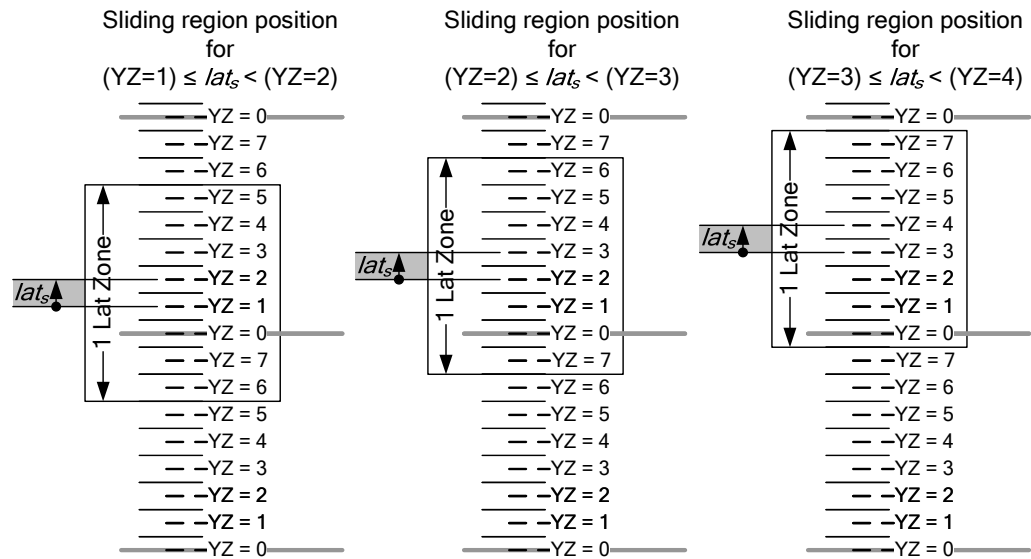 Sliding region position
for
(YZ=1) ≤ lat_s < (YZ=2)
YZ = 0
YZ = 7
YZ = 6
YZ = 5
YZ = 4
YZ = 3
YZ = 2
YZ = 1
YZ = 0
YZ = 7
YZ = 6
YZ = 5
YZ = 4
YZ = 3
YZ = 2
YZ = 1
YZ = 0
1 Lat Zone
lat_s
Sliding region position
for
(YZ=2) ≤ lat_s < (YZ=3)
YZ = 0
YZ = 7
YZ = 6
YZ = 5
YZ = 4
YZ = 3
YZ = 2
YZ = 1
YZ = 0
YZ = 7
YZ = 6
YZ = 5
YZ = 4
YZ = 3
YZ = 2
YZ = 1
YZ = 0
1 Lat Zone
lat_s
Sliding region position
for
(YZ=3) ≤ lat_s < (YZ=4)
YZ = 0
YZ = 7
YZ = 6
YZ = 5
YZ = 4
YZ = 3
YZ = 2
YZ = 1
YZ = 0
YZ = 7
YZ = 6
YZ = 5
YZ = 4
YZ = 3
YZ = 2
YZ = 1
YZ = 0
1 Lat Zone
lat_s